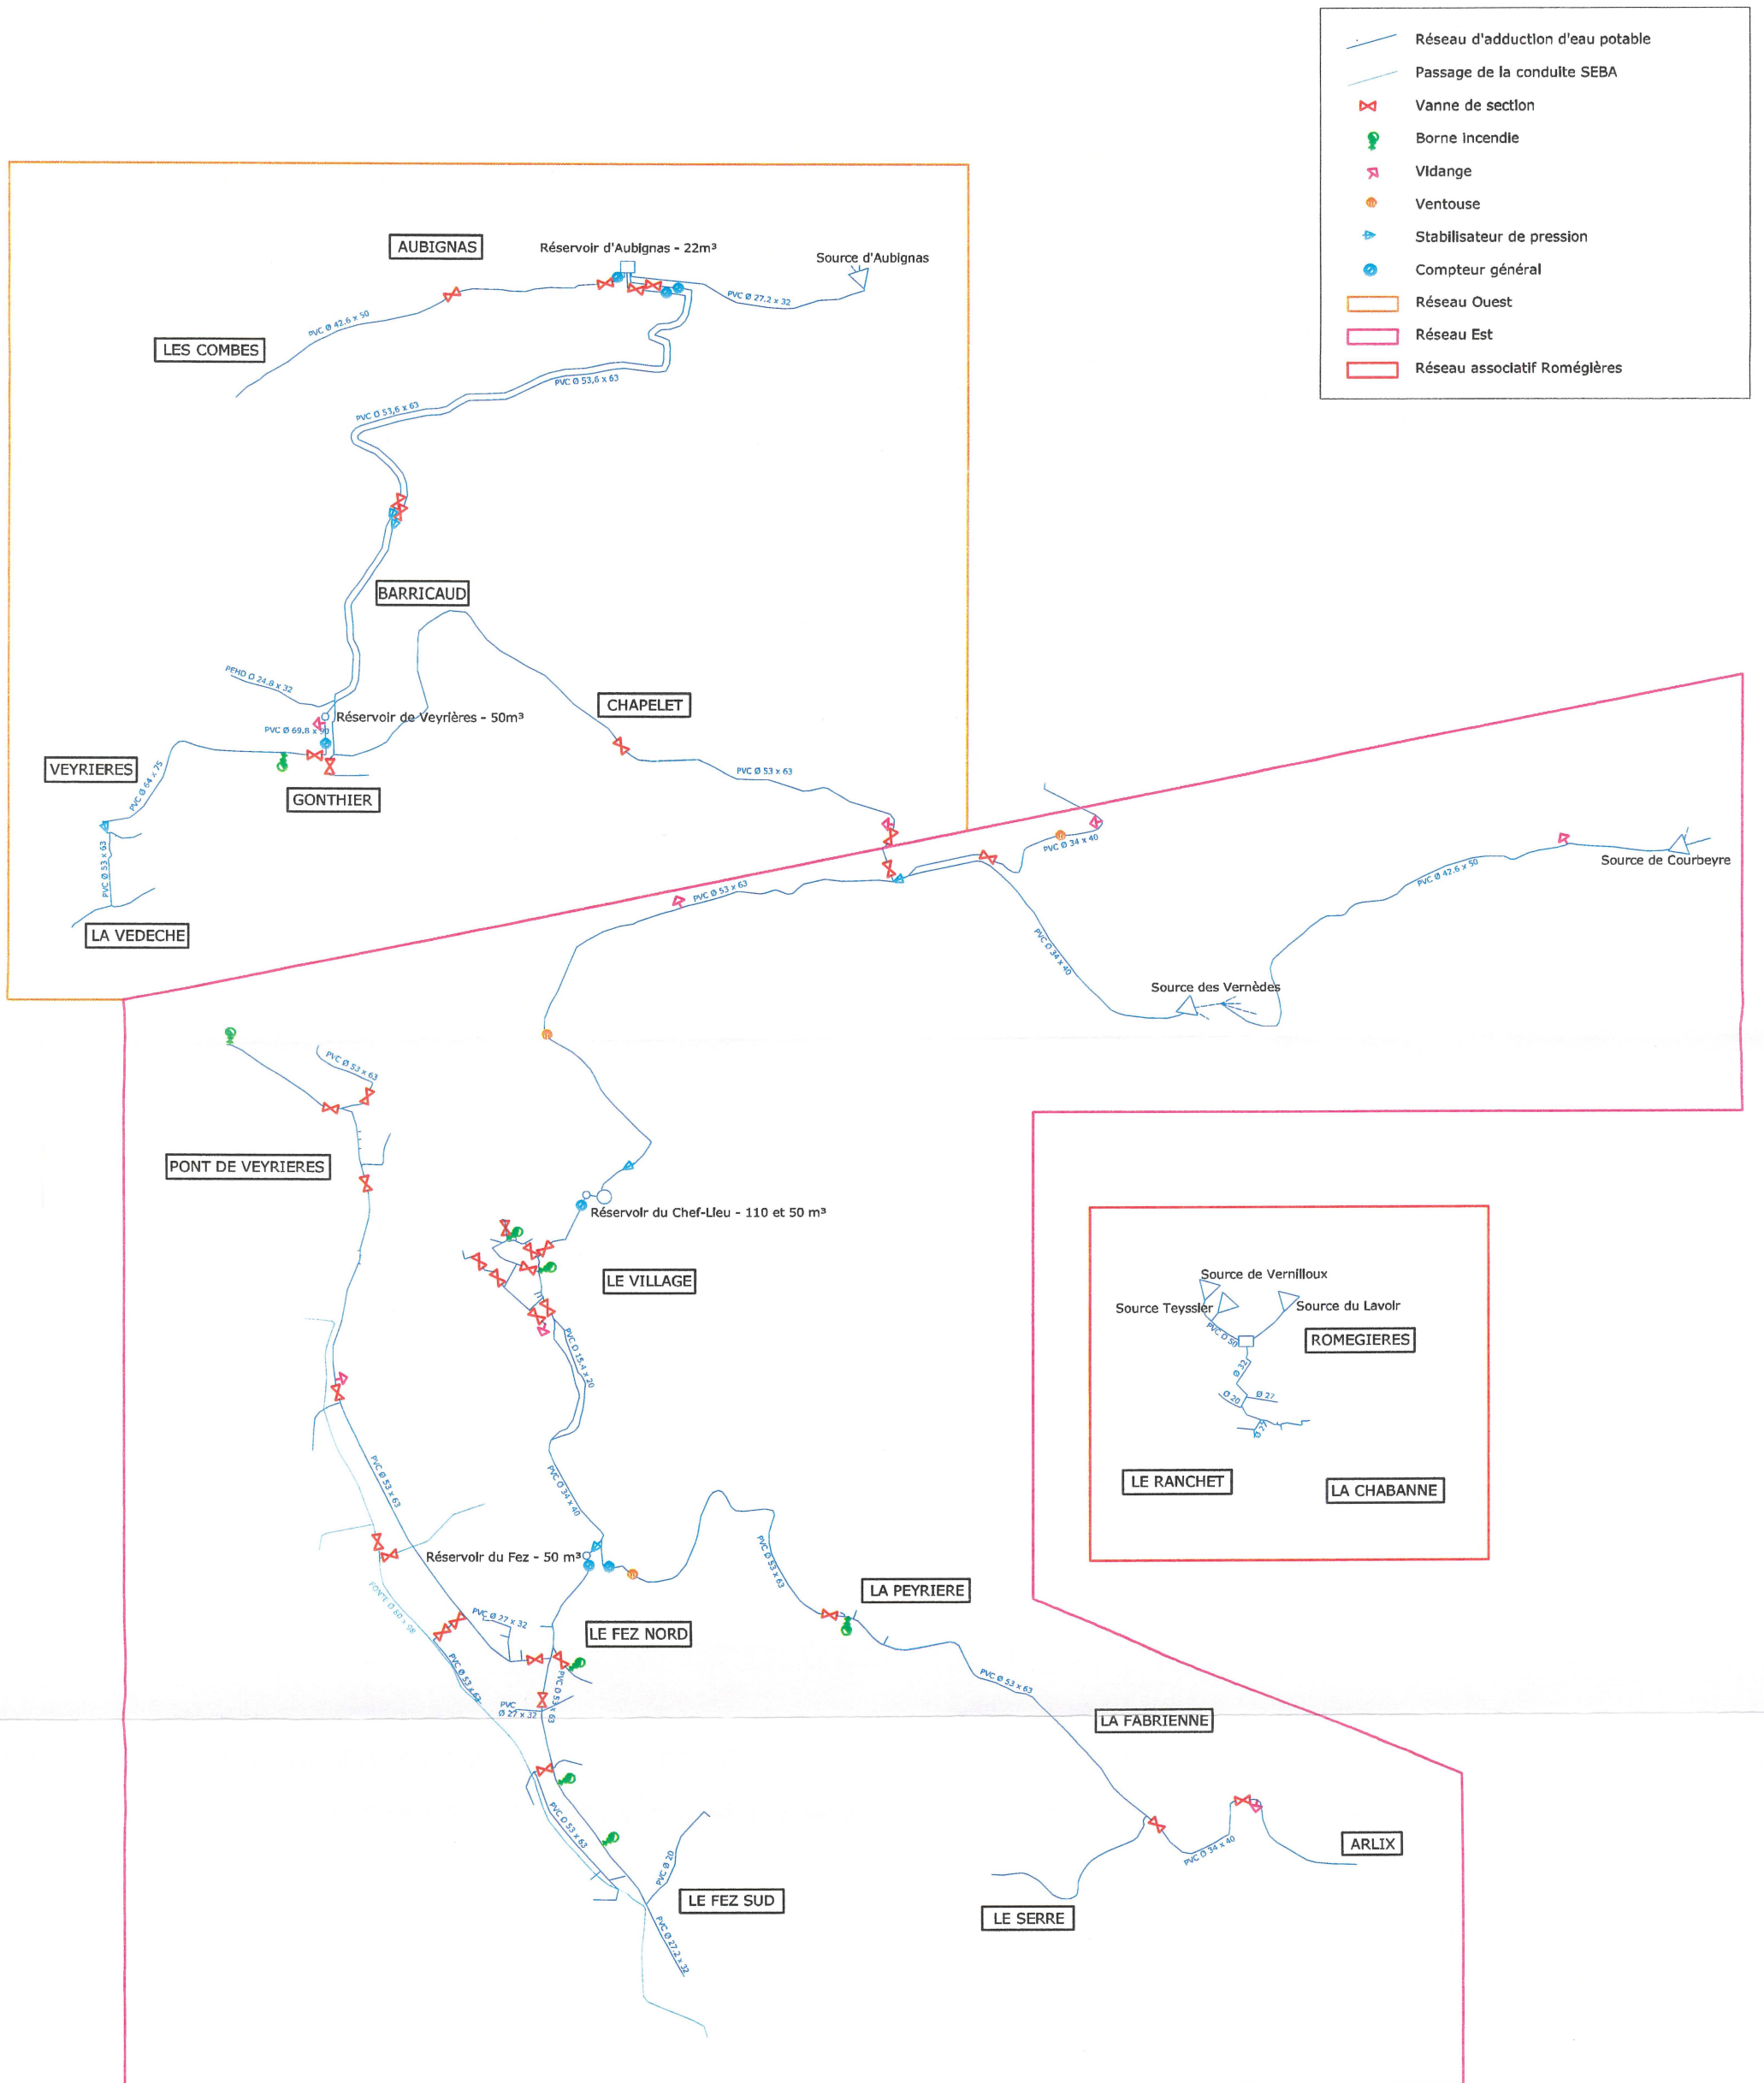 Réseau d'adduction d'eau potable
Passage de la conduite SEBA
Vanne de section
Borne incendie
Vidange
Ventouse
Stabilisateur de pression
Compteur général
Réseau Ouest
Réseau Est
Réseau associatif Romégières
AUBIGNAS
Réservoir d'Aubignas - 22m³
Source d'Aubignas
PVC Ø 27.2 x 32
PVC Ø 42.6 x 50
LES COMBES
PVC Ø 53,6 x 63
PVC Ø 53,6 x 63
BARRICAUD
PEHD Ø 24.8 x 32
CHAPELET
Réservoir de Veyrières - 50m³
PVC Ø 69.8 x 90
VEYRIERES
PVC Ø 64 x 75
GONTHIER
PVC Ø 53 x 63
PVC Ø 53 x 63
LA VEDECHE
PVC Ø 34 x 40
Source de Courbeyre
PVC Ø 42.6 x 50
PVC Ø 53 x 63
PVC Ø 34 x 40
Source des Vernèdes
PVC Ø 53 x 63
PONT DE VEYRIERES
Réservoir du Chef-Lieu - 110 et 50 m³
LE VILLAGE
Source de Vernilloux
Source Teyssier
Source du Lavoir
PVC Ø 50
ROMEGIERES
Ø 32
Ø 20
Ø 27
Ø 27
LE RANCHET
LA CHABANNE
PVC Ø 15.4 x 20
PVC Ø 53 x 63
PVC Ø 34 x 40
Réservoir du Fez - 50 m³
PVC Ø 53 x 63
LA PEYRIERE
PVC Ø 27 x 32
LE FEZ NORD
PVC Ø 53 x 63
PVC Ø 53 x 63
PVC
Ø 27 x 32
PVC Ø 53 x 63
LA FABRIENNE
PVC Ø 53 x 63
PVC Ø 34 x 40
ARLIX
PVC Ø 20
LE FEZ SUD
LE SERRE
PVC Ø 27.2 x 32